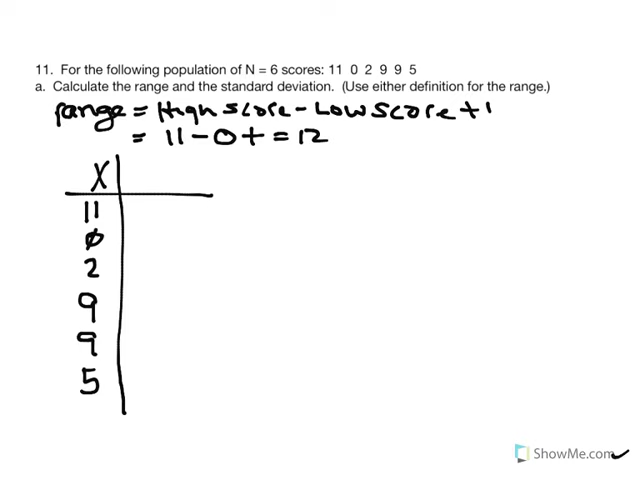 11. For the following population of N = 6 scores: 11 0 2 9 9 5
a. Calculate the range and the standard deviation. (Use either definition for the range.)
range = High score - Low score + 1
= 11 - 0 + = 12
X
11
0
2
9
9
5
ShowMe.com